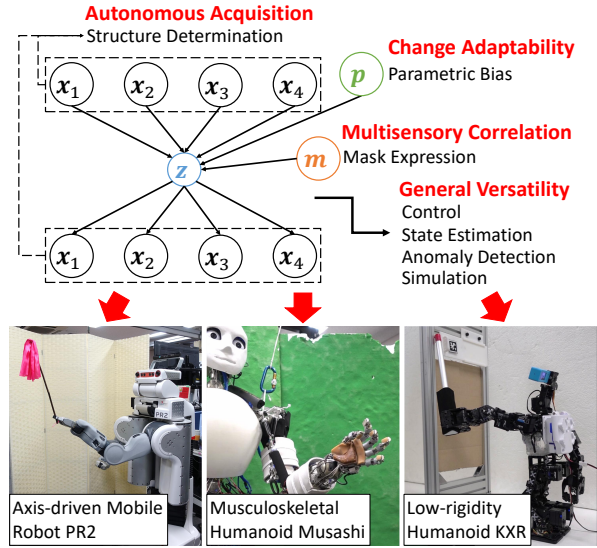 Autonomous Acquisition
Structure Determination
Change Adaptability
x₁ x₂ x₃ x₄ p
Parametric Bias
Multisensory Correlation
z m
Mask Expression
General Versatility
Control
x₁ x₂ x₃ x₄
State Estimation
Anomaly Detection
Simulation
PR2
Axis-driven Mobile
Robot PR2
Musculoskeletal
Humanoid Musashi
Low-rigidity
Humanoid KXR